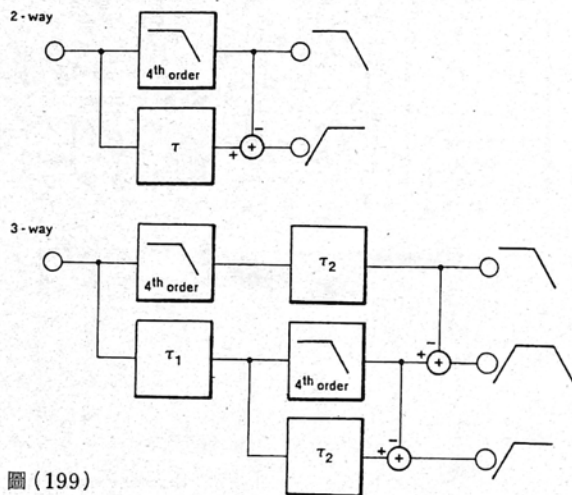 2-way
4th order
τ
−
+
+
3-way
4th order
τ2
τ1
4th order
−
+
+
τ2
−
+
+
圖(199)